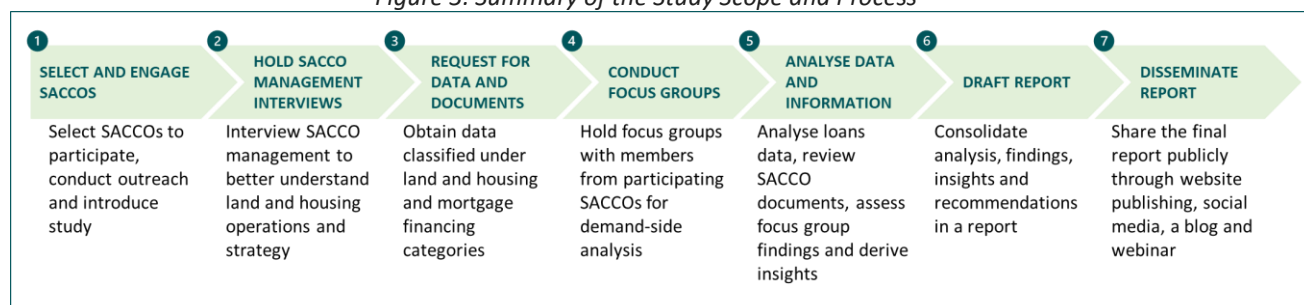 Figure 3: Summary of the Study Scope and Process
1
SELECT AND ENGAGE
SACCOS
Select SACCOs to
participate,
conduct outreach
and introduce
study
2
HOLD SACCO
MANAGEMENT
INTERVIEWS
Interview SACCO
management to
better understand
land and housing
operations and
strategy
3
REQUEST FOR
DATA AND
DOCUMENTS
Obtain data
classified under
land and housing
and mortgage
financing
categories
4
CONDUCT
FOCUS GROUPS
Hold focus groups
with members
from participating
SACCOs for
demand-side
analysis
5
ANALYSE DATA
AND
INFORMATION
Analyse loans
data, review
SACCO
documents, assess
focus group
findings and derive
insights
6
DRAFT REPORT
Consolidate
analysis, findings,
insights and
recommendations
in a report
7
DISSEMINATE
REPORT
Share the final
report publicly
through website
publishing, social
media, a blog and
webinar